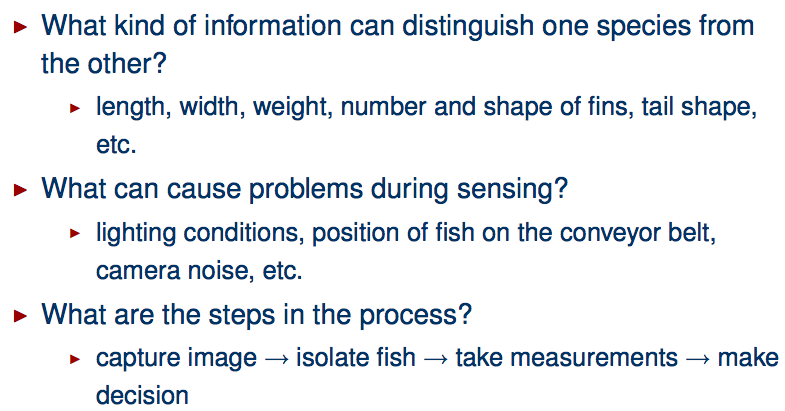 ► What kind of information can distinguish one species from
the other?
► length, width, weight, number and shape of fins, tail shape,
etc.
► What can cause problems during sensing?
► lighting conditions, position of fish on the conveyor belt,
camera noise, etc.
► What are the steps in the process?
► capture image → isolate fish → take measurements → make
decision